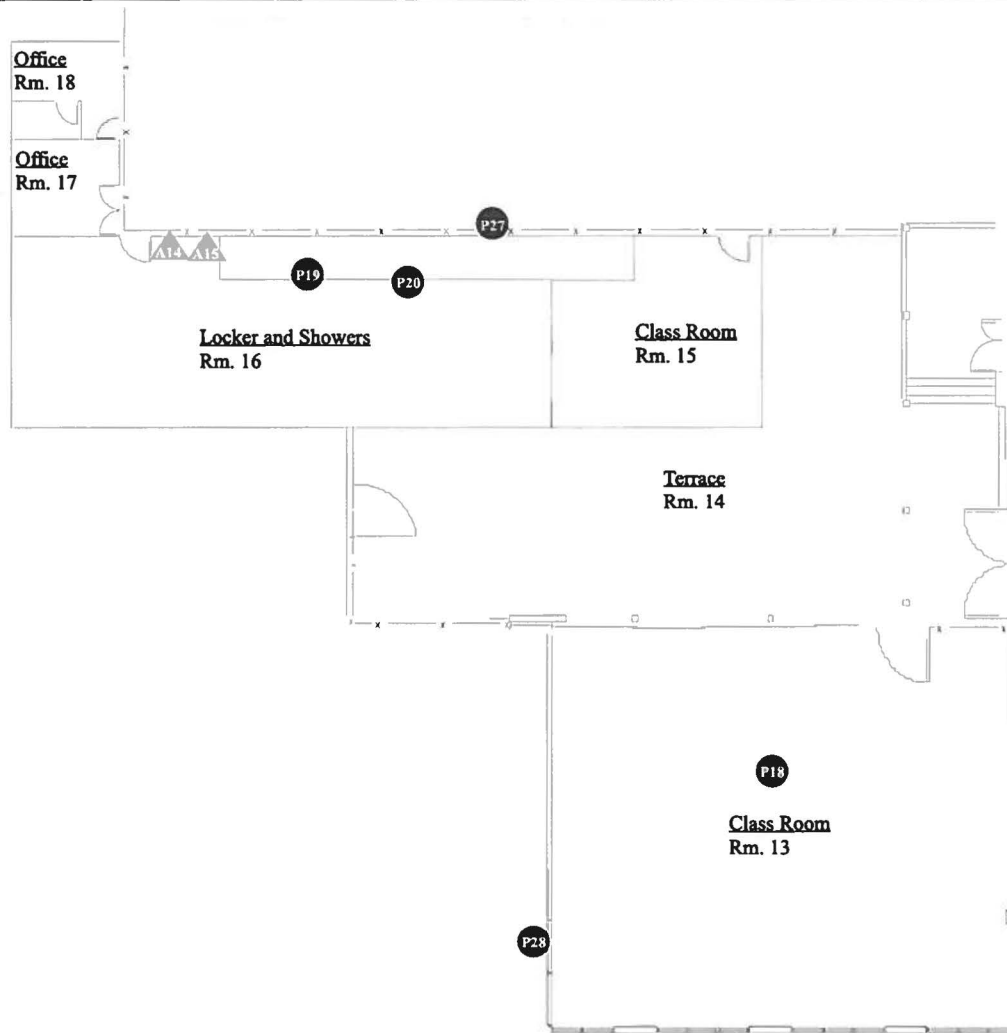 Office
Rm. 18
Office
Rm. 17
P27
A14
A15
P19
P20
Locker and Showers
Rm. 16
Class Room
Rm. 15
Terrace
Rm. 14
P18
Class Room
Rm. 13
P28